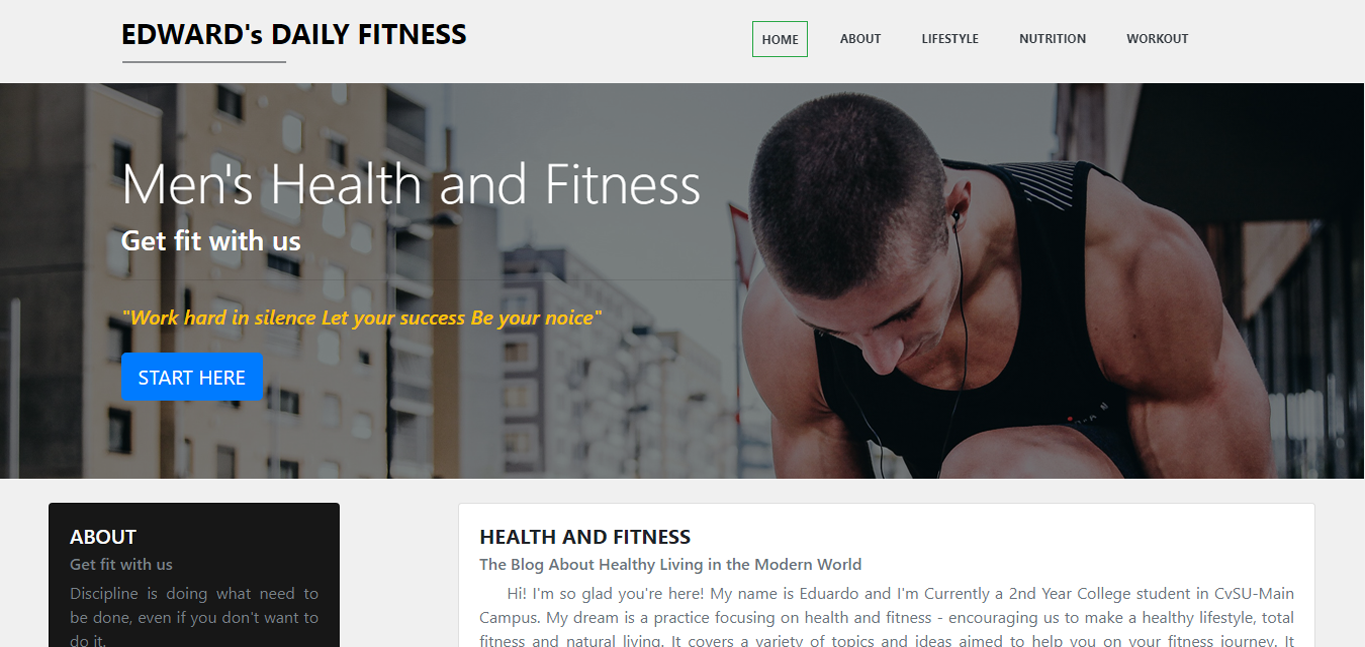 EDWARD's DAILY FITNESS
HOME ABOUT LIFESTYLE NUTRITION WORKOUT
Men's Health and Fitness
Get fit with us
"Work hard in silence Let your success Be your noice"
START HERE
ABOUT
Get fit with us
Discipline is doing what need to
be done, even if you don't want to
do it.
HEALTH AND FITNESS
The Blog About Healthy Living in the Modern World
Hi! I'm so glad you're here! My name is Eduardo and I'm Currently a 2nd Year College student in CvSU-Main
Campus. My dream is a practice focusing on health and fitness - encouraging us to make a healthy lifestyle, total
fitness and natural living. It covers a variety of topics and ideas aimed to help you on your fitness journey. It